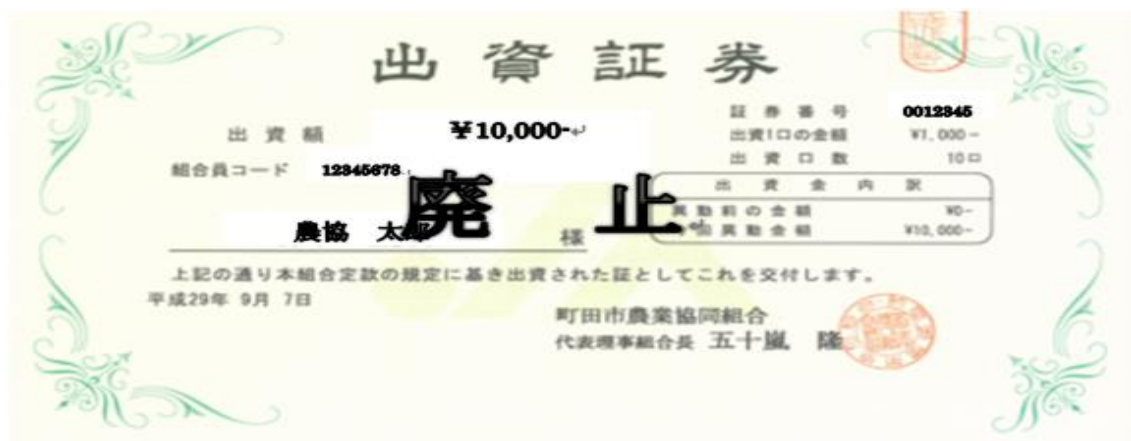 出資証券
証券番号 0012345
出資額 ¥10,000-
出資1口の金額 ¥1,000-
出資口数 10口
組合員コード 12345678
廃止
出資金内訳
異動前の金額 ¥0-
今回異動金額 ¥10,000-
農協 太郎 様
上記の通り本組合定款の規定に基き出資された証としてこれを交付します。
平成29年 9月 7日
町田市農業協同組合
代表理事組合長 五十嵐 隆